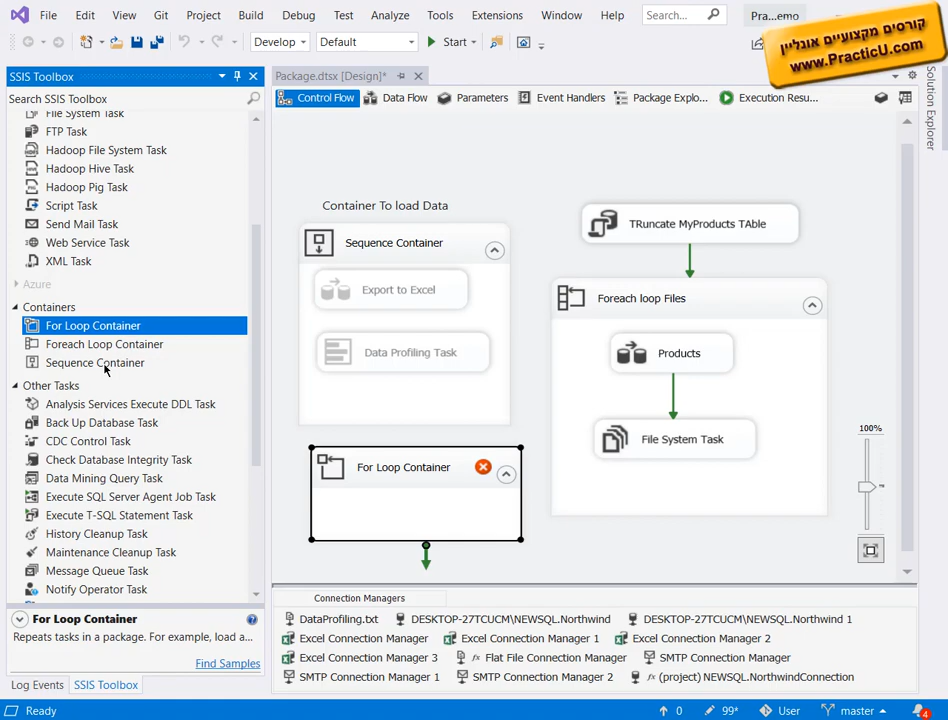 File Edit View Git Project Build Debug Test Analyze Tools Extensions Window Help Search... Pra...emo
קורסים מקצועיים אונליין
www.PracticU.com
Develop Default Start
SSIS Toolbox
Search SSIS Toolbox
File System Task
FTP Task
Hadoop File System Task
Hadoop Hive Task
Hadoop Pig Task
Script Task
Send Mail Task
Web Service Task
XML Task
Azure
Containers
For Loop Container
Foreach Loop Container
Sequence Container
Other Tasks
Analysis Services Execute DDL Task
Back Up Database Task
CDC Control Task
Check Database Integrity Task
Data Mining Query Task
Execute SQL Server Agent Job Task
Execute T-SQL Statement Task
History Cleanup Task
Maintenance Cleanup Task
Message Queue Task
Notify Operator Task
For Loop Container
Repeats tasks in a package. For example, load a...
Find Samples
Log Events SSIS Toolbox
Package.dtsx [Design]*
Control Flow Data Flow Parameters Event Handlers Package Explo... Execution Resu...
Container To load Data
Sequence Container
Export to Excel
Data Profiling Task
For Loop Container
TRuncate MyProducts TAble
Foreach loop Files
Products
File System Task
100%
Connection Managers
DataProfiling.txt DESKTOP-27TCUCM\NEWSQL.Northwind DESKTOP-27TCUCM\NEWSQL.Northwind 1
Excel Connection Manager Excel Connection Manager 1 Excel Connection Manager 2
Excel Connection Manager 3 fx Flat File Connection Manager SMTP Connection Manager
SMTP Connection Manager 1 SMTP Connection Manager 2 fx (project) NEWSQL.NorthwindConnection
Solution Explorer
Ready 0 99* User master 4